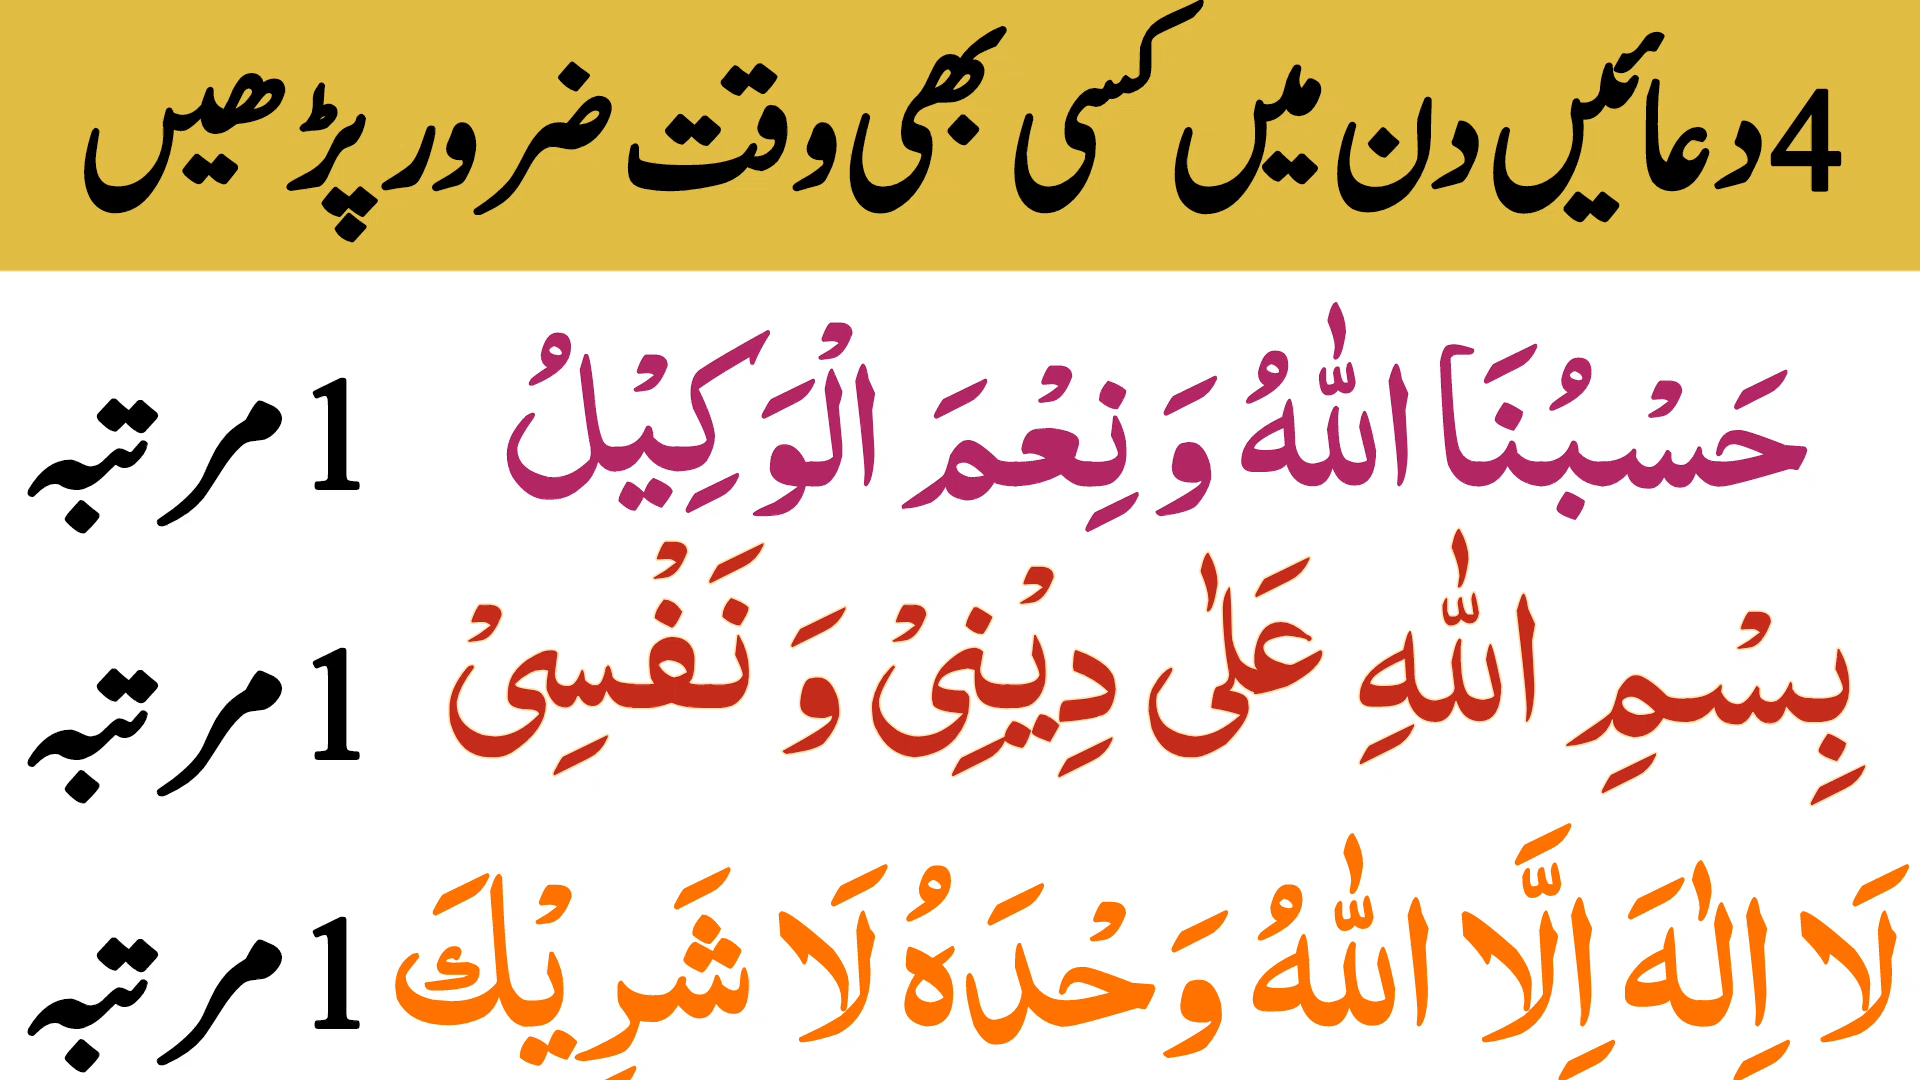 4 دعائیں دن میں کسی بھی وقت ضرور پڑھیں
حَسْبُنَا اللّٰهُ وَنِعْمَ الْوَكِيْلُ 1 مرتبہ
بِسْمِ اللّٰهِ عَلٰى دِيْنِىْ وَ نَفْسِىْ 1 مرتبہ
لَا اِلٰهَ اِلَّا اللّٰهُ وَحْدَهُ لَا شَرِيْكَ 1 مرتبہ